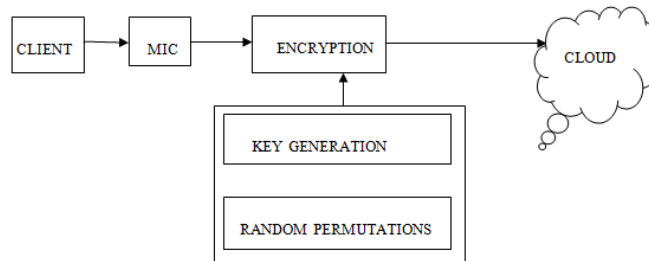 CLIENT
MIC
ENCRYPTION
CLOUD
KEY GENERATION
RANDOM PERMUTATIONS